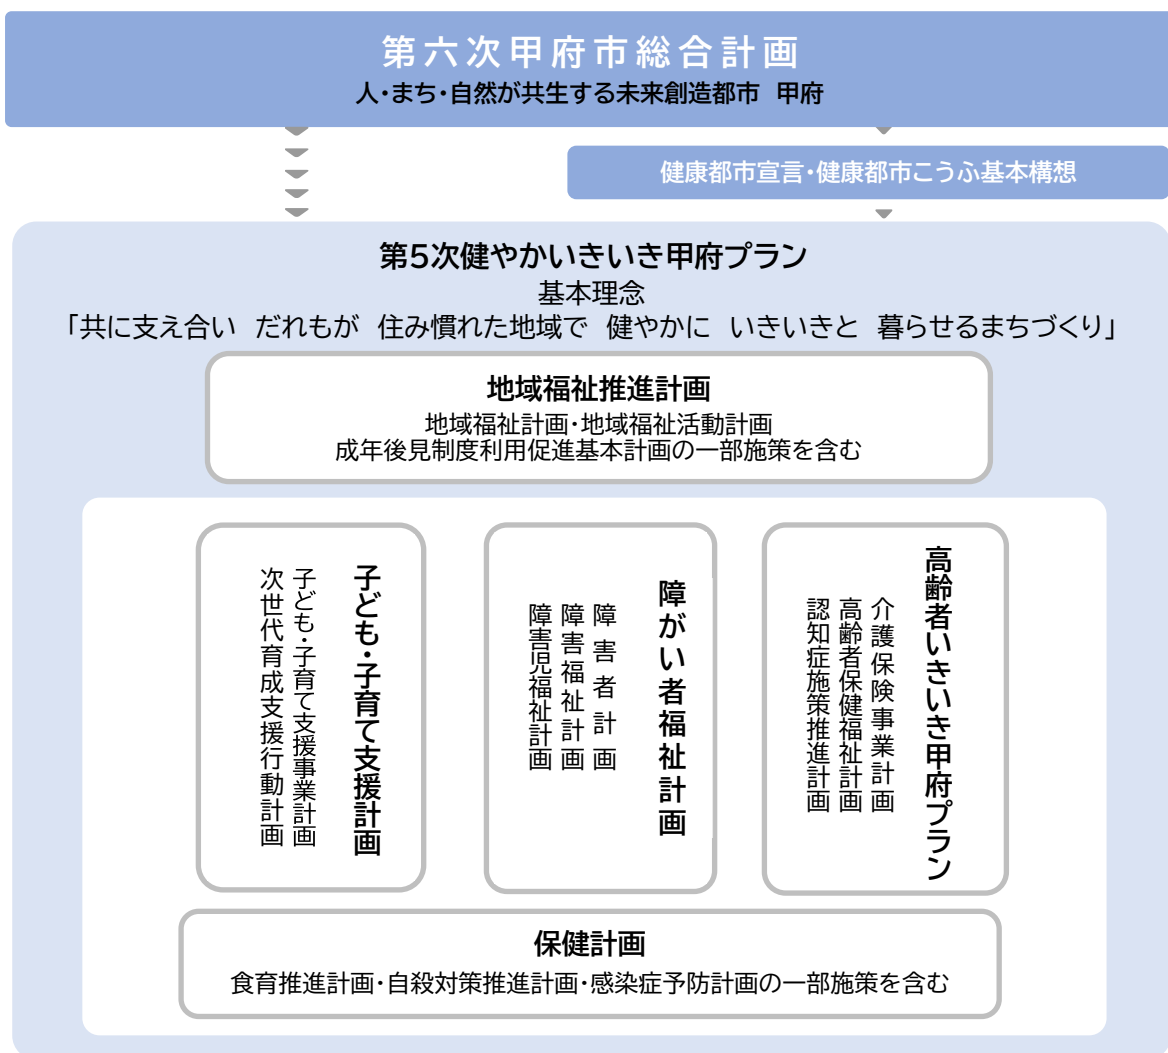 第六次甲府市総合計画
人・まち・自然が共生する未来創造都市　甲府
健康都市宣言・健康都市こうふ基本構想
第5次健やかいきいき甲府プラン
基本理念
「共に支え合い　だれもが　住み慣れた地域で　健やかに　いきいきと　暮らせるまちづくり」
地域福祉推進計画
地域福祉計画・地域福祉活動計画
成年後見制度利用促進基本計画の一部施策を含む
高齢者いきいき甲府プラン
介護保険事業計画
高齢者保健福祉計画
認知症施策推進計画
障がい者福祉計画
障害者計画
障害福祉計画
障害児福祉計画
子ども・子育て支援計画
子ども・子育て支援事業計画
次世代育成支援行動計画
保健計画
食育推進計画・自殺対策推進計画・感染症予防計画の一部施策を含む